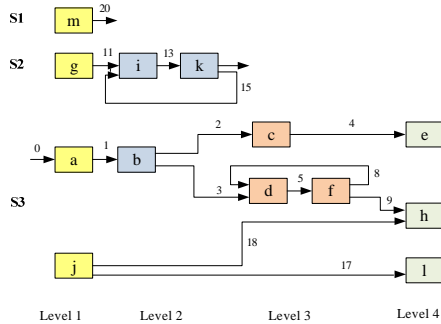 20
S1 m
11 13
S2 g i k
15
2 4
c e
0 1
a b
8
5
3 d f 9
S3 h
18
j 17
l
Level 1 Level 2 Level 3 Level 4